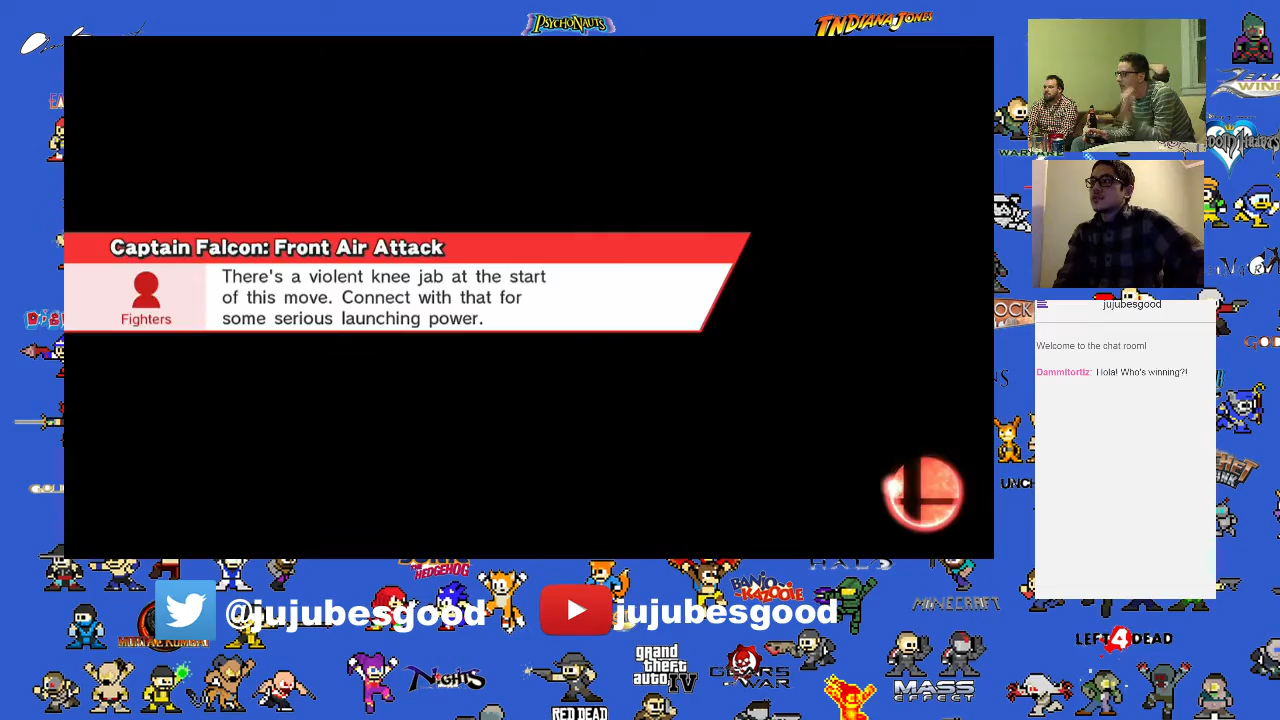 PSYCHONAUTS
INDIANA JONES
Captain Falcon: Front Air Attack
There's a violent knee jab at the start
of this move. Connect with that for
some serious launching power.
Fighters
WARFARE
jujubesgood
Welcome to the chat room!
Dammitortiz: Hola! Who's winning?!
HEDGEHOG
BANJO
KAZOOIE
HALO
MINECRAFT
@jujubesgood
jujubesgood
MORTAL KOMBAT
NiGHTS
grand
theft
auto IV
GEARS
WAR
MASS
EFFECT
LEFT 4 DEAD
RED DEAD